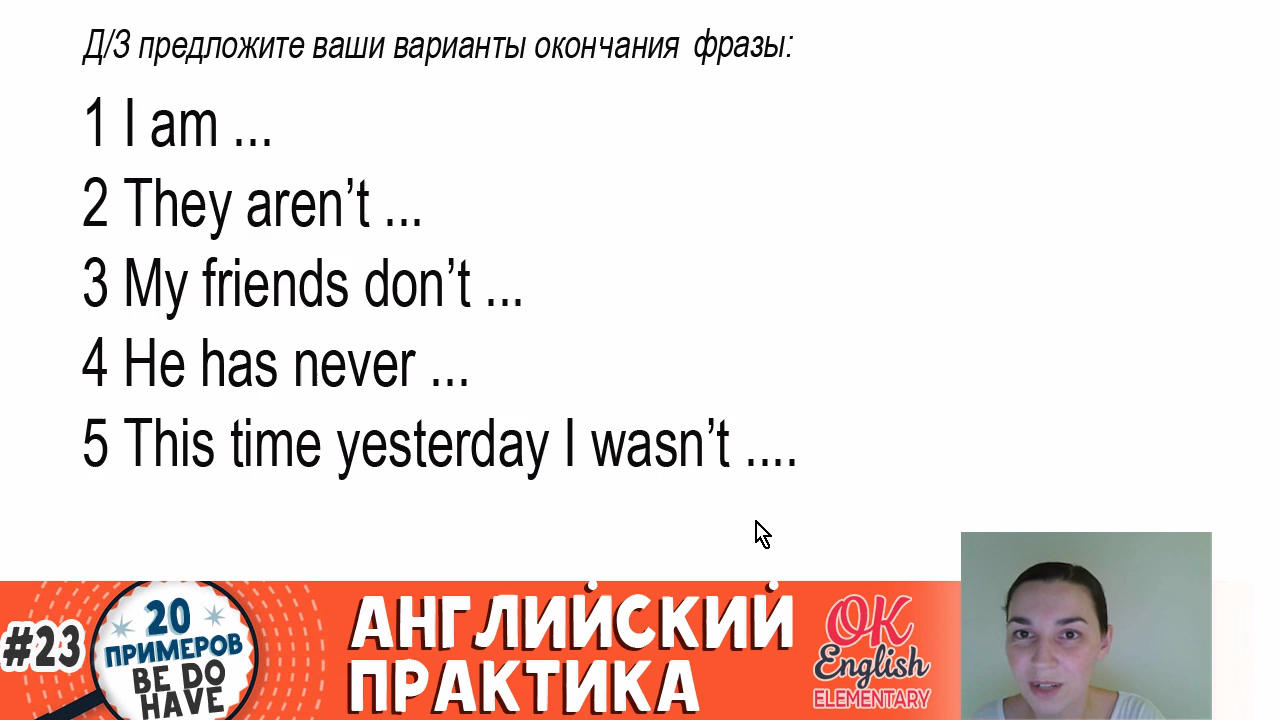 Д/З предложите ваши варианты окончания фразы:
1 I am ...
2 They aren’t ...
3 My friends don’t ...
4 He has never ...
5 This time yesterday I wasn’t ....
#23
20
ПРИМЕРОВ
BE DO
HAVE
АНГЛИЙСКИЙ
ПРАКТИКА
OK
English
ELEMENTARY